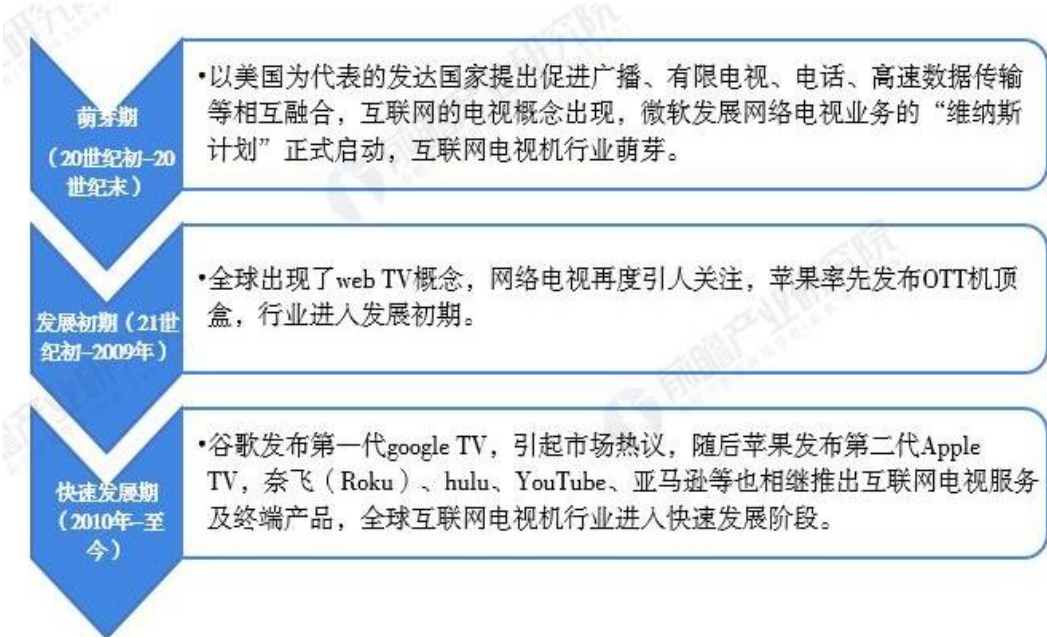 萌芽期
（20世纪初-20
世纪末）
•以美国为代表的发达国家提出促进广播、有限电视、电话、高速数据传输
等相互融合，互联网的电视概念出现，微软发展网络电视业务的“维纳斯
计划”正式启动，互联网电视机行业萌芽。
发展初期（21世
纪初-2009年）
•全球出现了web TV概念，网络电视再度引人关注，苹果率先发布OTT机顶
盒，行业进入发展初期。
快速发展期
（2010年-至
今）
•谷歌发布第一代google TV，引起市场热议，随后苹果发布第二代Apple
TV，奈飞（Roku）、hulu、YouTube、亚马逊等也相继推出互联网电视服务
及终端产品，全球互联网电视机行业进入快速发展阶段。
前瞻产业研究院